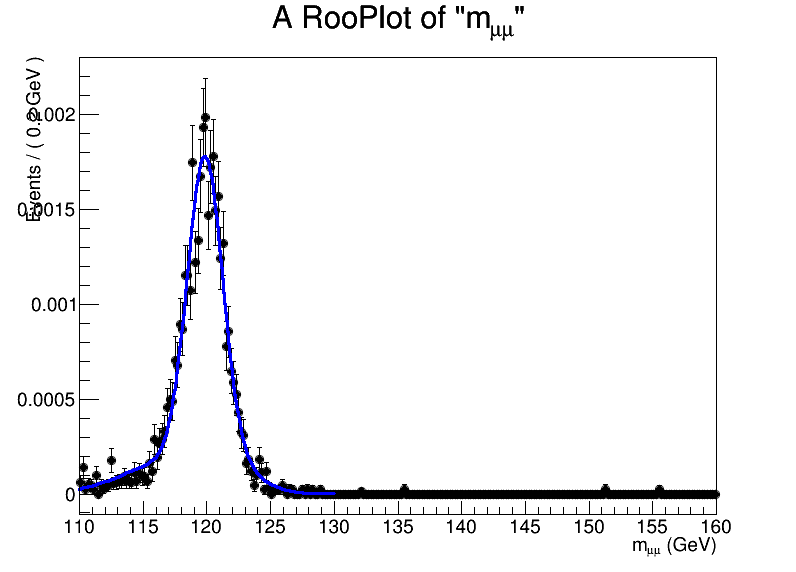 A RooPlot of "mμμ"
Events / ( 0.2 GeV )
0.002
0.0015
0.001
0.0005
0
110 115 120 125 130 135 140 145 150 155 160
mμμ (GeV)